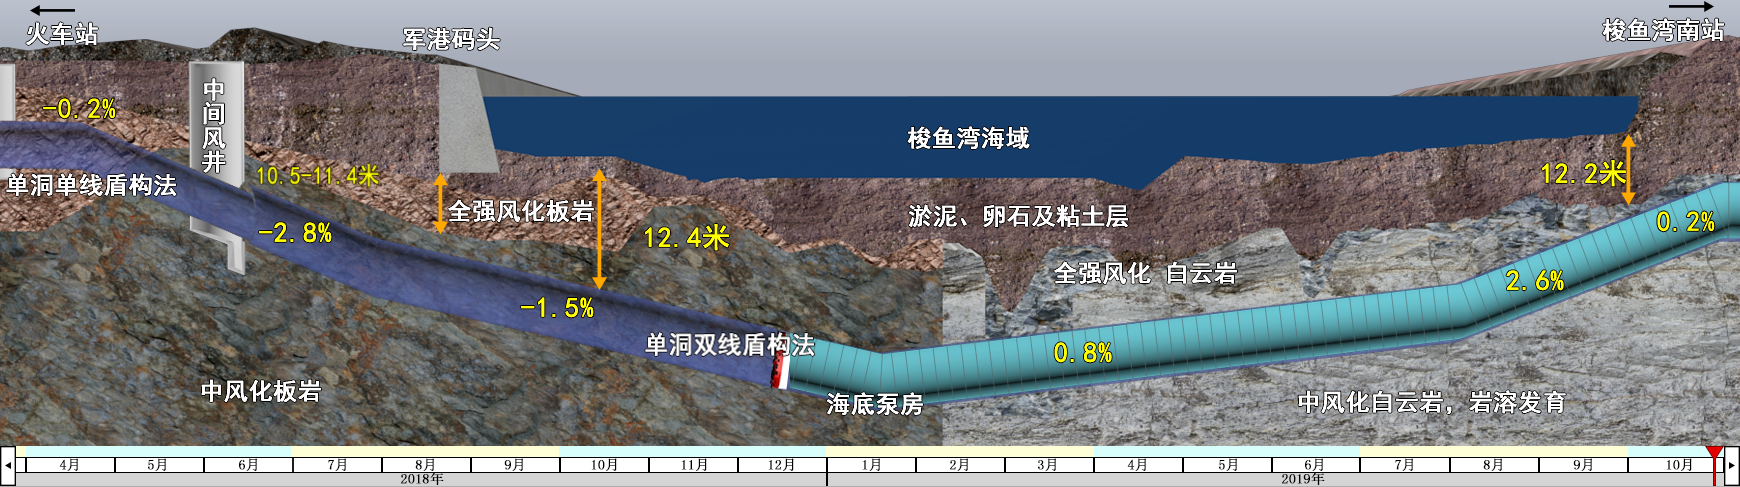 火车站
军港码头
梭鱼湾南站
-0.2%
中间风井
梭鱼湾海域
单洞单线盾构法
10.5-11.4米
12.2米
全强风化板岩
淤泥、卵石及粘土层
-2.8%
12.4米
0.2%
全强风化 白云岩
2.6%
-1.5%
单洞双线盾构法
0.8%
中风化板岩
海底泵房
中风化白云岩，岩溶发育
4月 5月 6月 7月 8月 9月 10月 11月 12月 1月 2月 3月 4月 5月 6月 7月 8月 9月 10月
2018年 2019年